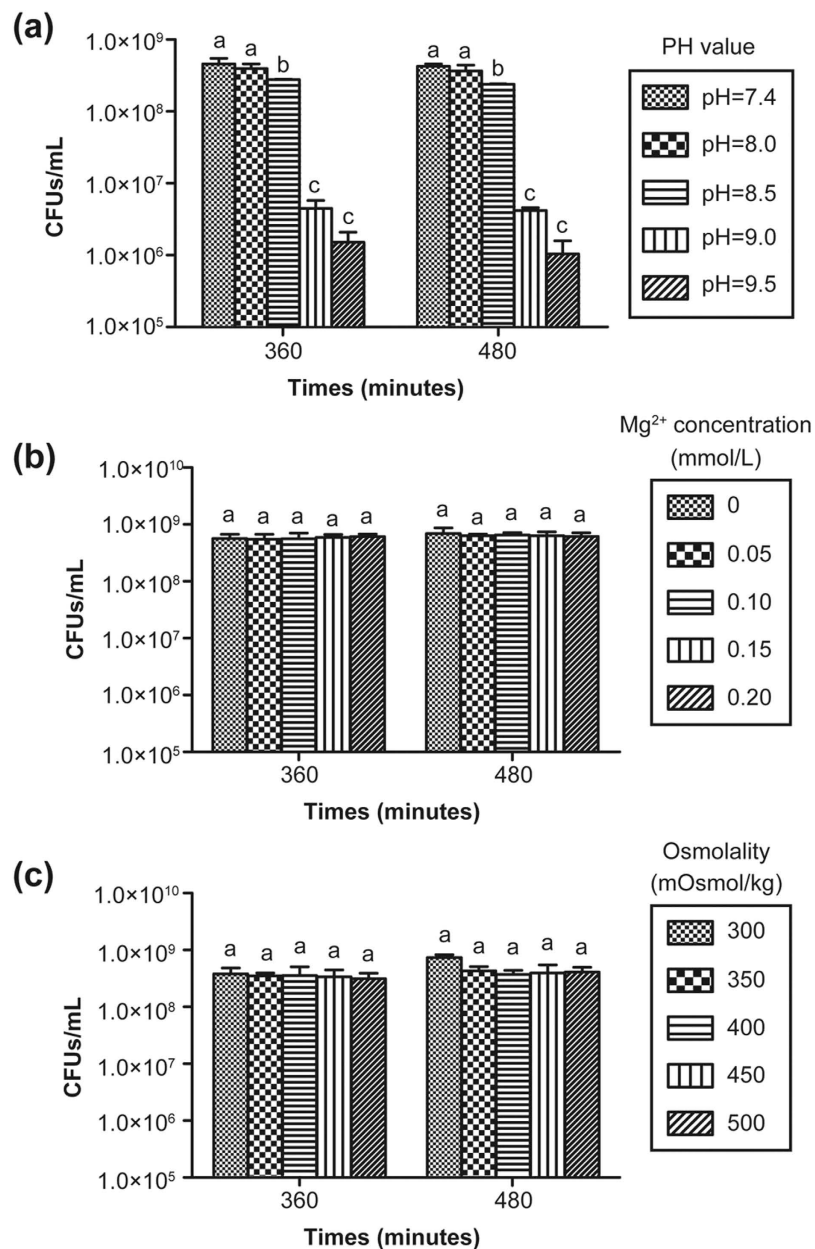 (a)
PH value
1.0×10⁹
1.0×10⁸
1.0×10⁷
1.0×10⁶
1.0×10⁵
CFUs/mL
a a b c c
a a b c c
360 480
Times (minutes)
pH=7.4
pH=8.0
pH=8.5
pH=9.0
pH=9.5
(b)
Mg²⁺ concentration
(mmol/L)
1.0×10¹⁰
1.0×10⁹
1.0×10⁸
1.0×10⁷
1.0×10⁶
1.0×10⁵
CFUs/mL
a a a a a
a a a a a
360 480
Times (minutes)
0
0.05
0.10
0.15
0.20
(c)
Osmolality
(mOsmol/kg)
1.0×10¹⁰
1.0×10⁹
1.0×10⁸
1.0×10⁷
1.0×10⁶
1.0×10⁵
CFUs/mL
a a a a a
a a a a a
360 480
Times (minutes)
300
350
400
450
500